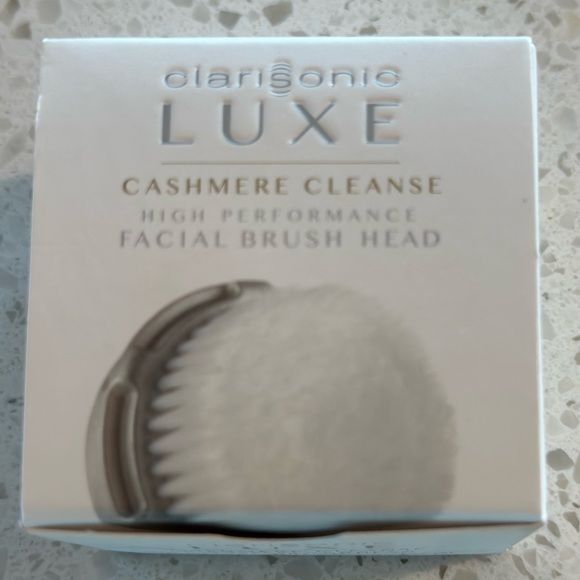 clarisonic
LUXE
CASHMERE CLEANSE
HIGH PERFORMANCE
FACIAL BRUSH HEAD